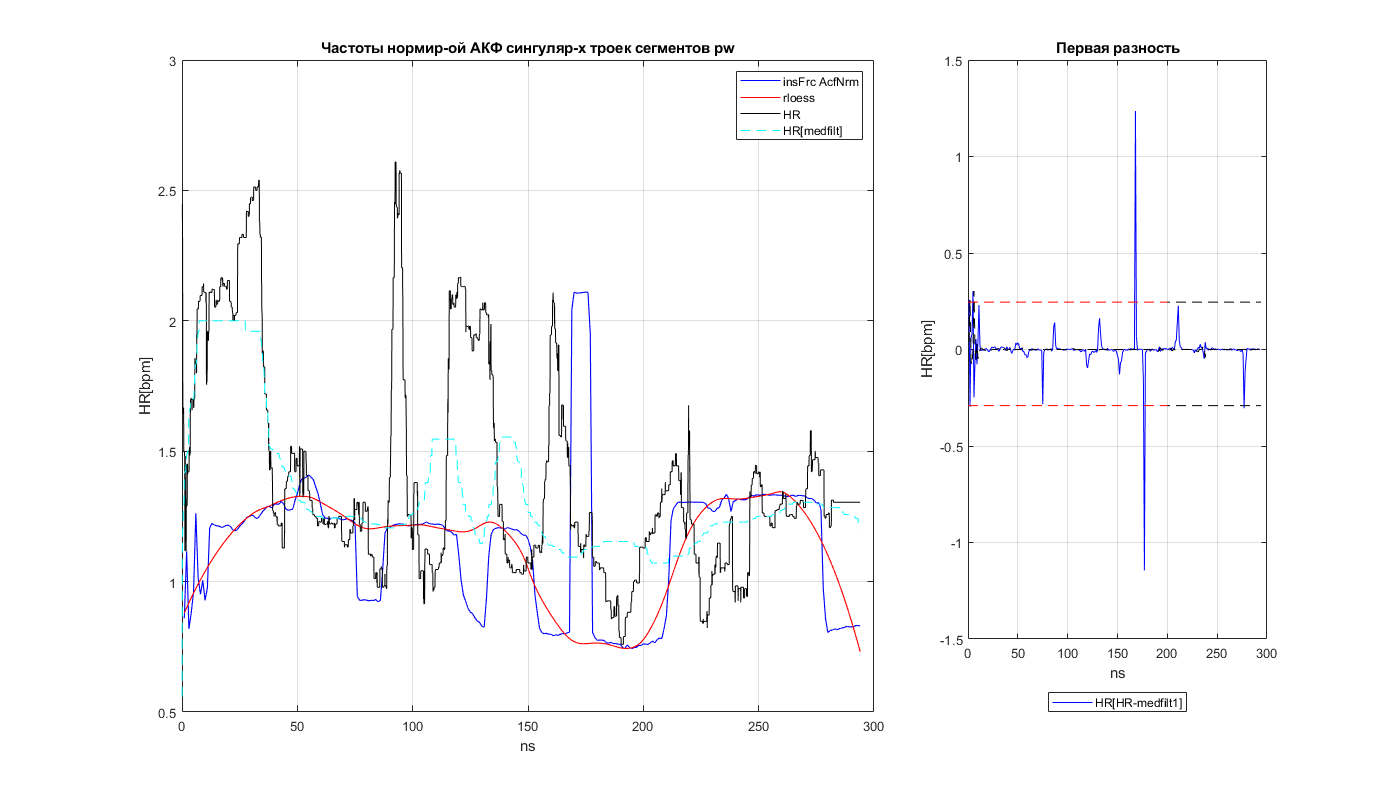 Частоты нормир-ой АКФ сингуляр-х троек сегментов pw
3
2.5
2
1.5
1
0.5
HR[bpm]
0
50
100
150
200
250
300
ns
insFrc AcfNrm
rloess
HR
HR[medfilt]
Первая разность
1.5
1
0.5
0
-0.5
-1
-1.5
HR[bpm]
0
50
100
150
200
250
300
ns
HR[HR-medfilt1]